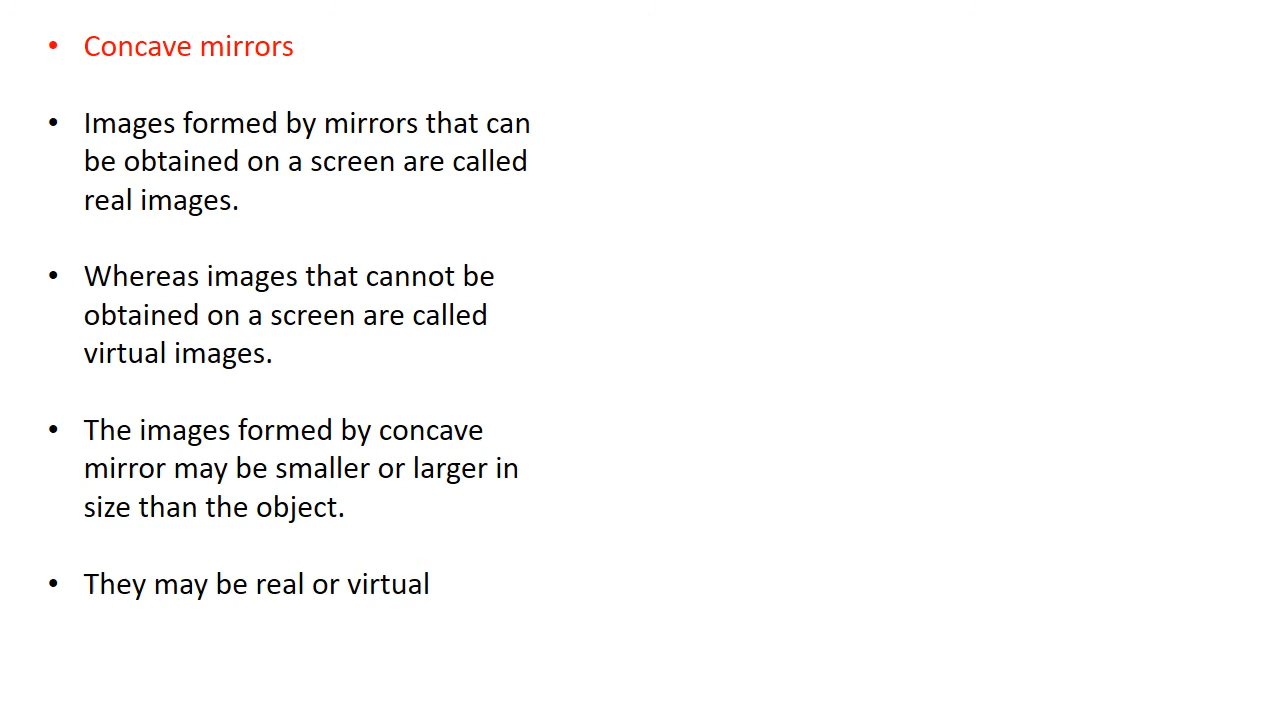 • Concave mirrors
• Images formed by mirrors that can
be obtained on a screen are called
real images.
• Whereas images that cannot be
obtained on a screen are called
virtual images.
• The images formed by concave
mirror may be smaller or larger in
size than the object.
• They may be real or virtual